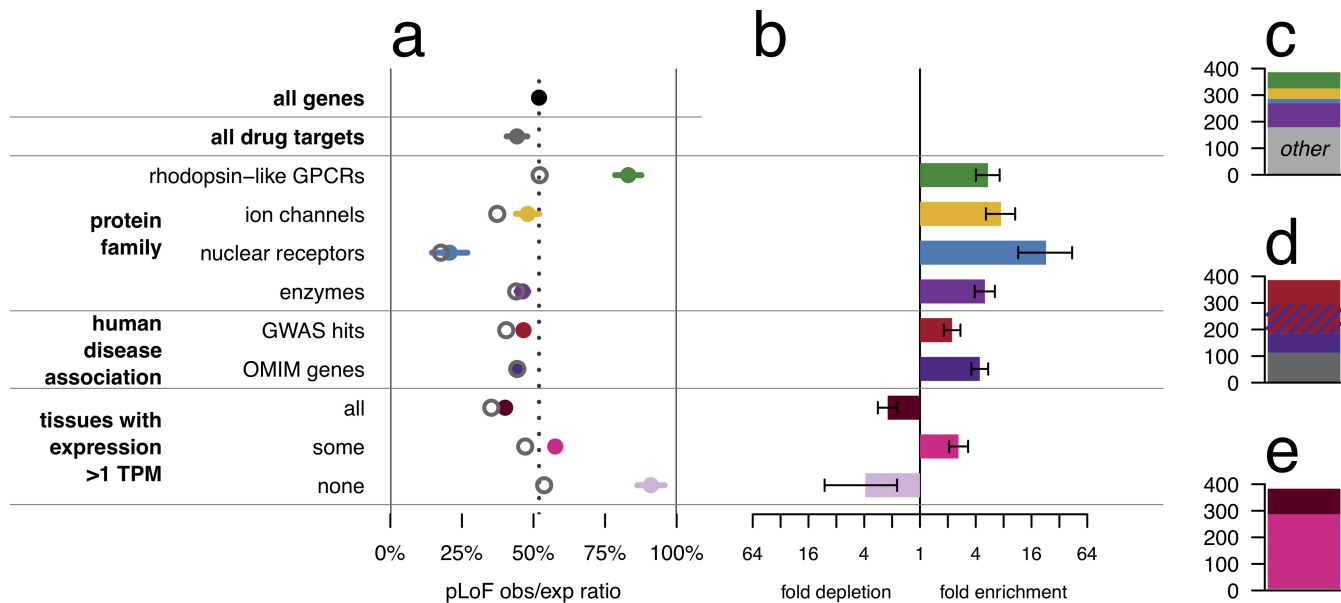 a
b
c
all genes
all drug targets
rhodopsin−like GPCRs
protein
family
ion channels
nuclear receptors
enzymes
human
disease
association
GWAS hits
OMIM genes
tissues with
expression
>1 TPM
all
some
none
0% 25% 50% 75% 100%
pLoF obs/exp ratio
64 16 4 1 4 16 64
fold depletion fold enrichment
400
300
200
100
0
other
d
400
300
200
100
0
e
400
300
200
100
0